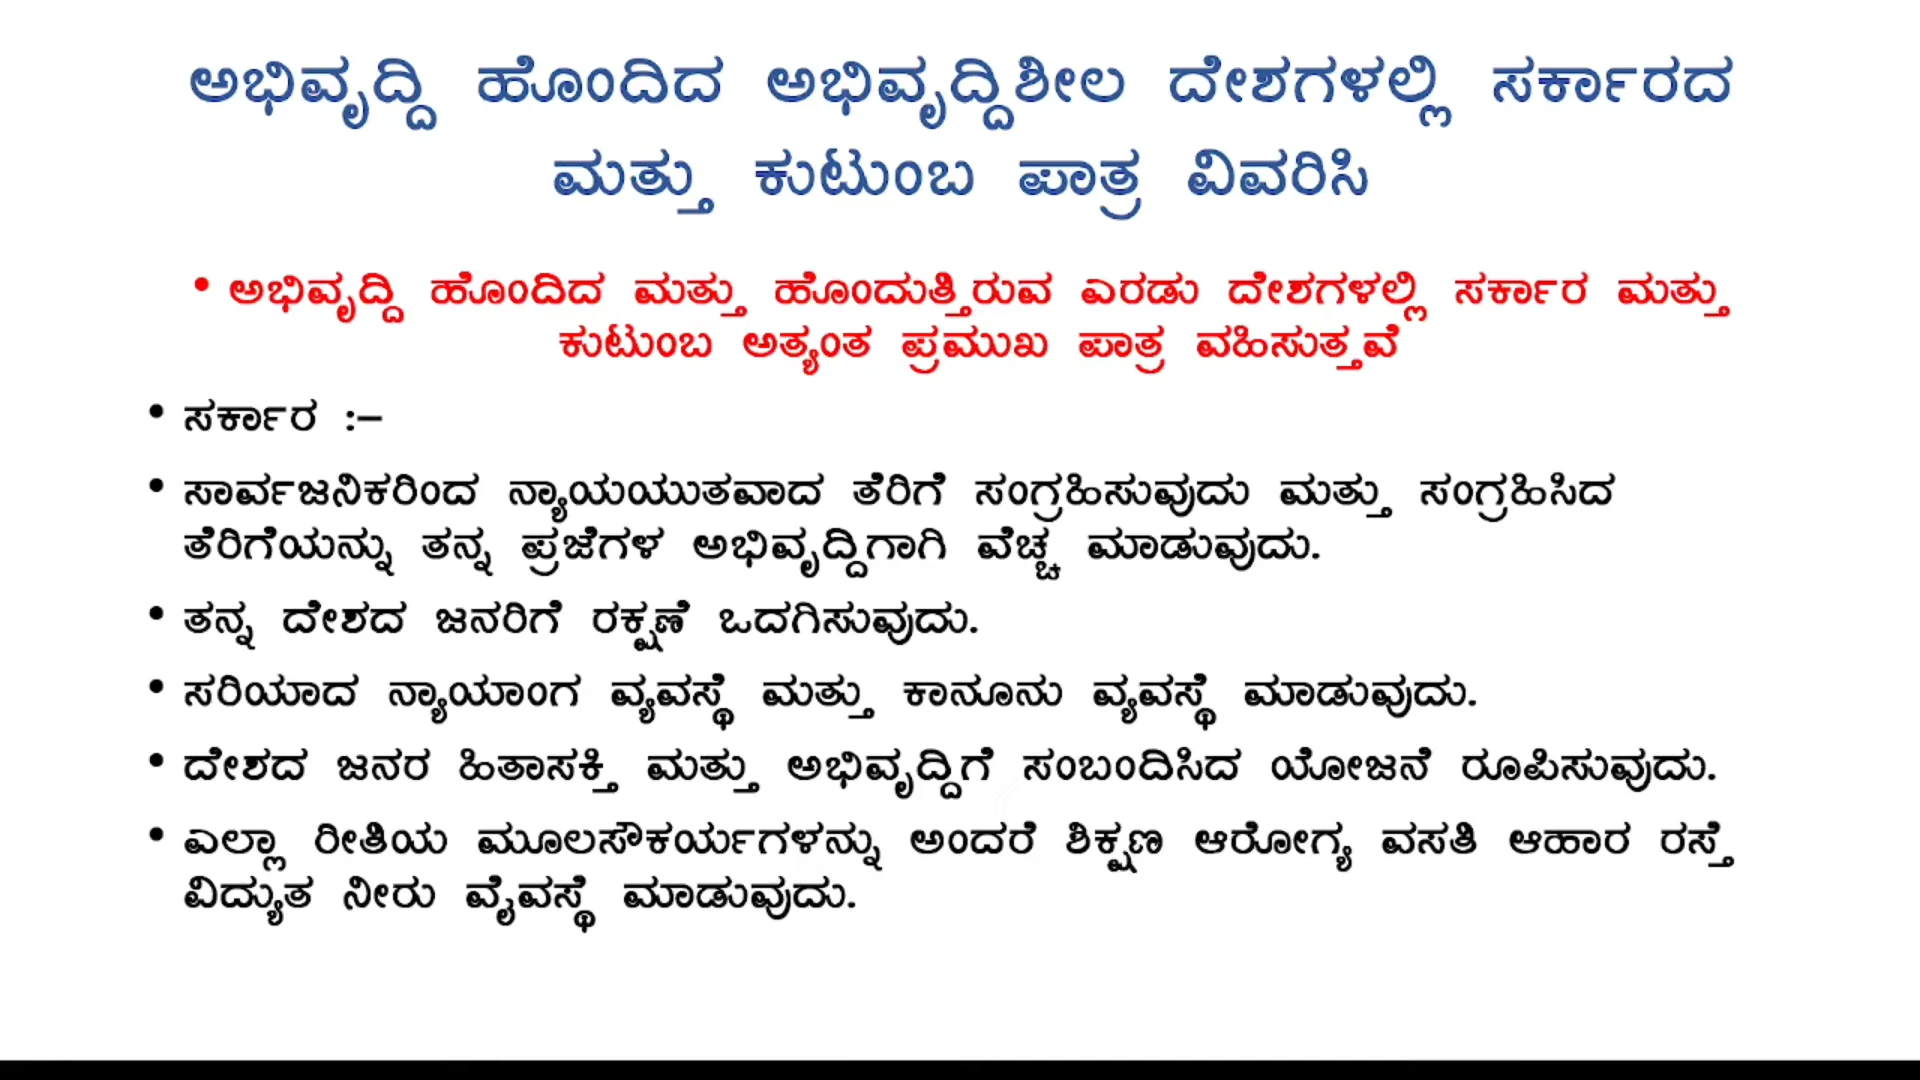 ಅಭಿವೃದ್ದಿ ಹೊಂದಿದ ಅಭಿವೃದ್ದಿಶೀಲ ದೇಶಗಳಲ್ಲಿ ಸರ್ಕಾರದ
ಮತ್ತು ಕುಟುಂಬ ಪಾತ್ರ ವಿವರಿಸಿ
• ಅಭಿವೃದ್ದಿ ಹೊಂದಿದ ಮತ್ತು ಹೊಂದುತ್ತಿರುವ ಎರಡು ದೇಶಗಳಲ್ಲಿ ಸರ್ಕಾರ ಮತ್ತು
ಕುಟುಂಬ ಅತ್ಯಂತ ಪ್ರಮುಖ ಪಾತ್ರ ವಹಿಸುತ್ತವೆ
• ಸರ್ಕಾರ :–
• ಸಾರ್ವಜನಿಕರಿಂದ ನ್ಯಾಯಯುತವಾದ ತೆರಿಗೆ ಸಂಗ್ರಹಿಸುವುದು ಮತ್ತು ಸಂಗ್ರಹಿಸಿದ
ತೆರಿಗೆಯನ್ನು ತನ್ನ ಪ್ರಜೆಗಳ ಅಭಿವೃದ್ದಿಗಾಗಿ ವೆಚ್ಚ ಮಾಡುವುದು.
• ತನ್ನ ದೇಶದ ಜನರಿಗೆ ರಕ್ಷಣೆ ಒದಗಿಸುವುದು.
• ಸರಿಯಾದ ನ್ಯಾಯಾಂಗ ವ್ಯವಸ್ಥೆ ಮತ್ತು ಕಾನೂನು ವ್ಯವಸ್ಥೆ ಮಾಡುವುದು.
• ದೇಶದ ಜನರ ಹಿತಾಸಕ್ತಿ ಮತ್ತು ಅಭಿವೃದ್ದಿಗೆ ಸಂಬಂದಿಸಿದ ಯೋಜನೆ ರೂಪಿಸುವುದು.
• ಎಲ್ಲಾ ರೀತಿಯ ಮೂಲಸೌಕರ್ಯಗಳನ್ನು ಅಂದರೆ ಶಿಕ್ಷಣ ಆರೋಗ್ಯ ವಸತಿ ಆಹಾರ ರಸ್ತೆ
ವಿದ್ಯುತ ನೀರು ವೈವಸ್ಥೆ ಮಾಡುವುದು.